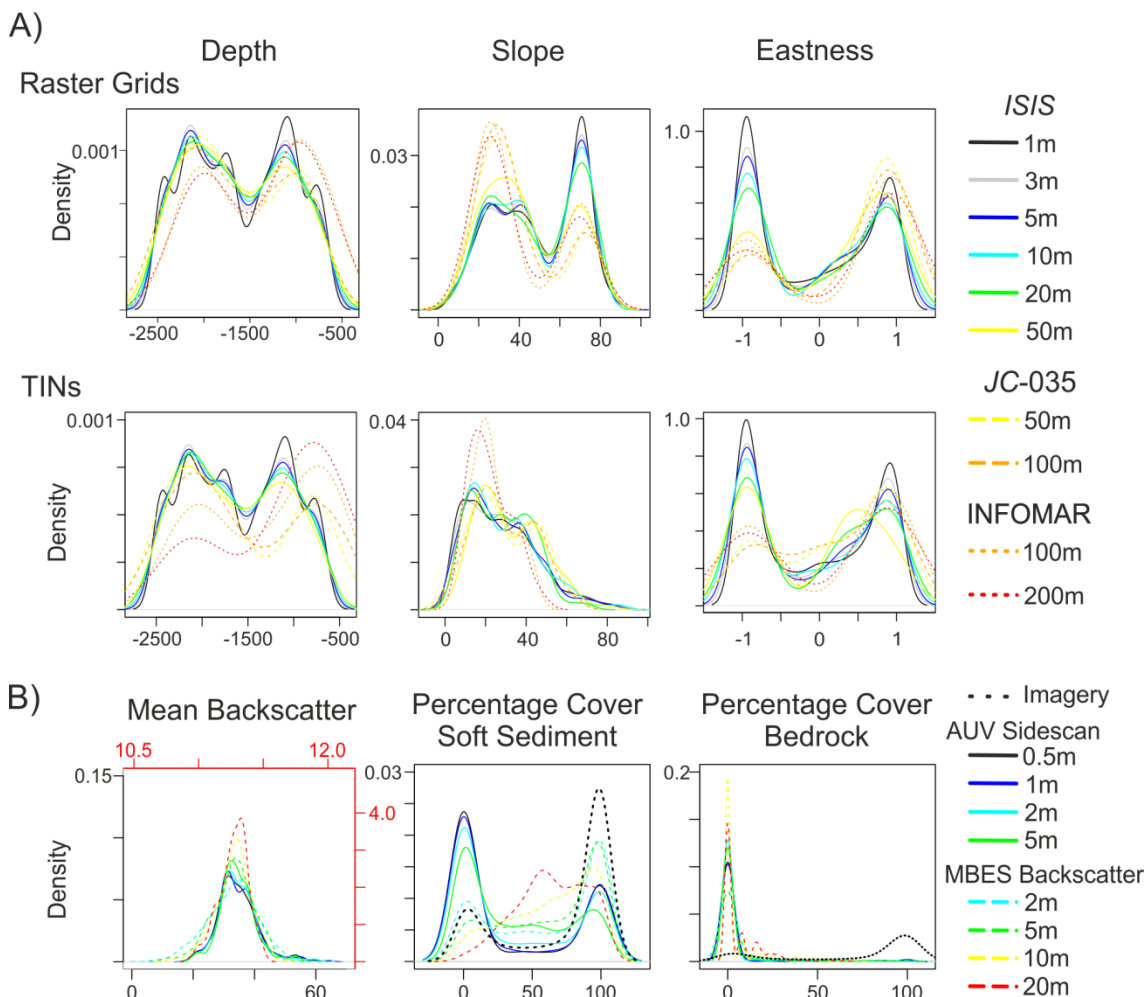 A)
Depth
Slope
Eastness
Raster Grids
ISIS
0.001
0.03
1.0
Density
1m
3m
5m
10m
20m
50m
-2500 -1500 -500
0 40 80
-1 0 1
TINs
JC-035
50m
100m
0.001
0.04
1.0
Density
INFOMAR
100m
200m
-2500 -1500 -500
0 40 80
-1 0 1
B)
Mean Backscatter
Percentage Cover
Soft Sediment
Percentage Cover
Bedrock
Imagery
AUV Sidescan
0.5m
1m
2m
5m
10.5 12.0
0.15
4.0
0.03
0.2
Density
MBES Backscatter
2m
5m
10m
20m
0 60
0 50 100
0 50 100